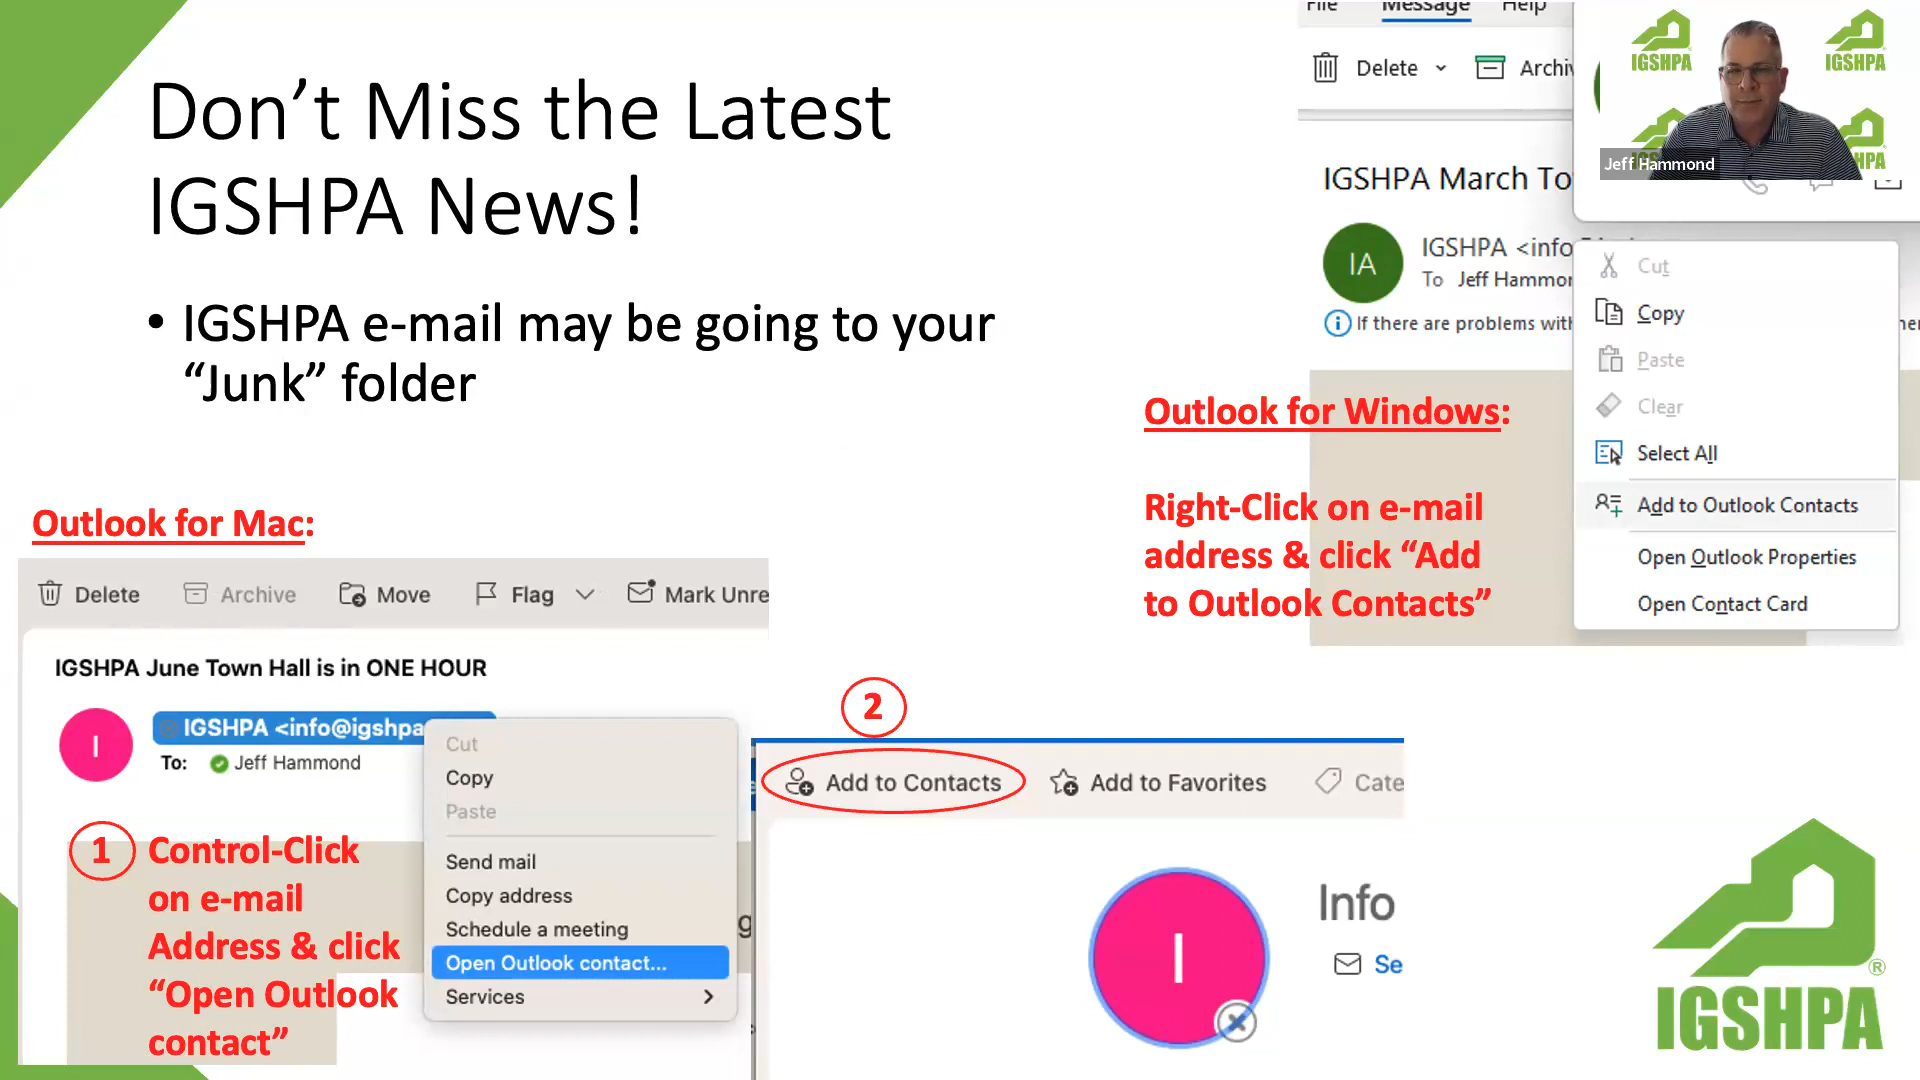 Don’t Miss the Latest
IGSHPA News!
• IGSHPA e-mail may be going to your
“Junk” folder
Message Help
Delete
IGSHPA March
IA
IGSHPA
To Jeff
If there are problems
Cut
Copy
Paste
Clear
Select All
Add to Outlook Contacts
Open Outlook Properties
Open Contact Card
IGSHPA
IGSHPA
Jeff Hammond
Outlook for Windows:
Right-Click on e-mail
address & click “Add
to Outlook Contacts”
Outlook for Mac:
Delete Archive Move Flag Mark Unre
IGSHPA June Town Hall is in ONE HOUR
I
IGSHPA <info@igshpa
To: Jeff Hammond
Cut
Copy
Paste
Send mail
Copy address
Schedule a meeting
Open Outlook contact...
Services
1 Control-Click
on e-mail
Address & click
“Open Outlook
contact”
2
Add to Contacts Add to Favorites Cate
I
Info
Se
IGSHPA®